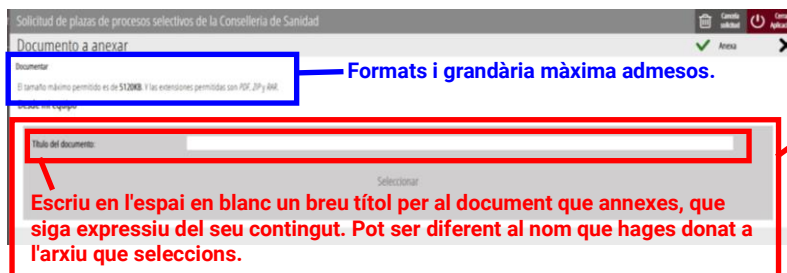 Solicitud de plazas de procesos selectivos de la Conselleria de Sanidad
Cancela solicitud
Documento a anexar
Anexa
Documentar
Formats i grandària màxima admesos.
El tamaño máximo permitido es de 5120KB. Y las extensiones permitidas son PDF, ZIP y RAR.
Desde mi equipo
Título del documento:
Seleccionar
Escriu en l'espai en blanc un breu títol per al document que annexes, que
siga expressiu del seu contingut. Pot ser diferent al nom que hages donat a
l'arxiu que seleccions.